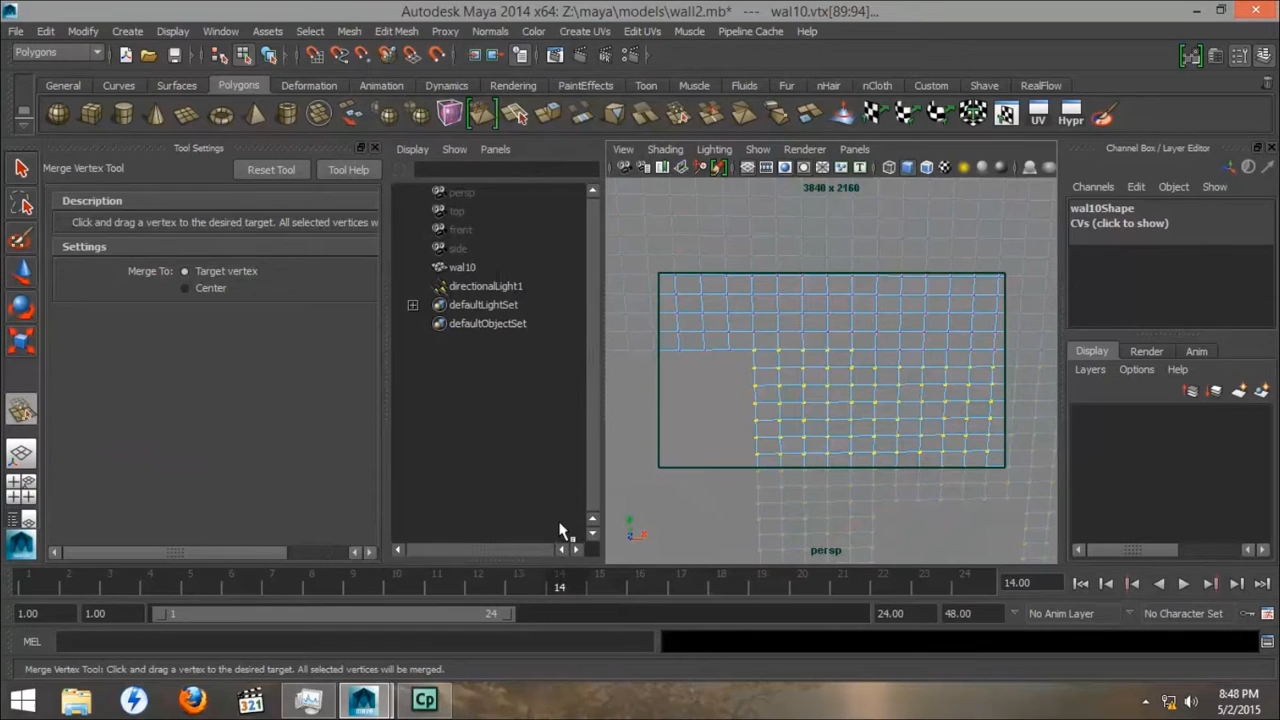 Autodesk Maya 2014 x64: Z:\maya\models\wall2.mb* --- wal10.vtx[89:94]...
File Edit Modify Create Display Window Assets Select Mesh Edit Mesh Proxy Normals Color Create UVs Edit UVs Muscle Pipeline Cache Help
Polygons
General Curves Surfaces Polygons Deformation Animation Dynamics Rendering PaintEffects Toon Muscle Fluids Fur nHair nCloth Custom Shave RealFlow
UV Hypr
Tool Settings
Merge Vertex Tool Reset Tool Tool Help
Description
Click and drag a vertex to the desired target. All selected vertices w
Settings
Merge To: Target vertex
Center
Display Show Panels
persp
top
front
side
wal10
directionalLight1
defaultLightSet
defaultObjectSet
View Shading Lighting Show Renderer Panels
3840 x 2160
persp
Channel Box / Layer Editor
Channels Edit Object Show
wal10Shape
CVs (click to show)
Display Render Anim
Layers Options Help
1 2 3 4 5 6 7 8 9 10 11 12 13 14 15 16 17 18 19 20 21 22 23 24
14
14.00
1.00 1.00 1 24 24.00 48.00 No Anim Layer No Character Set
MEL
Merge Vertex Tool: Click and drag a vertex to the desired target. All selected vertices will be merged.
321
Cp
8:48 PM
5/2/2015